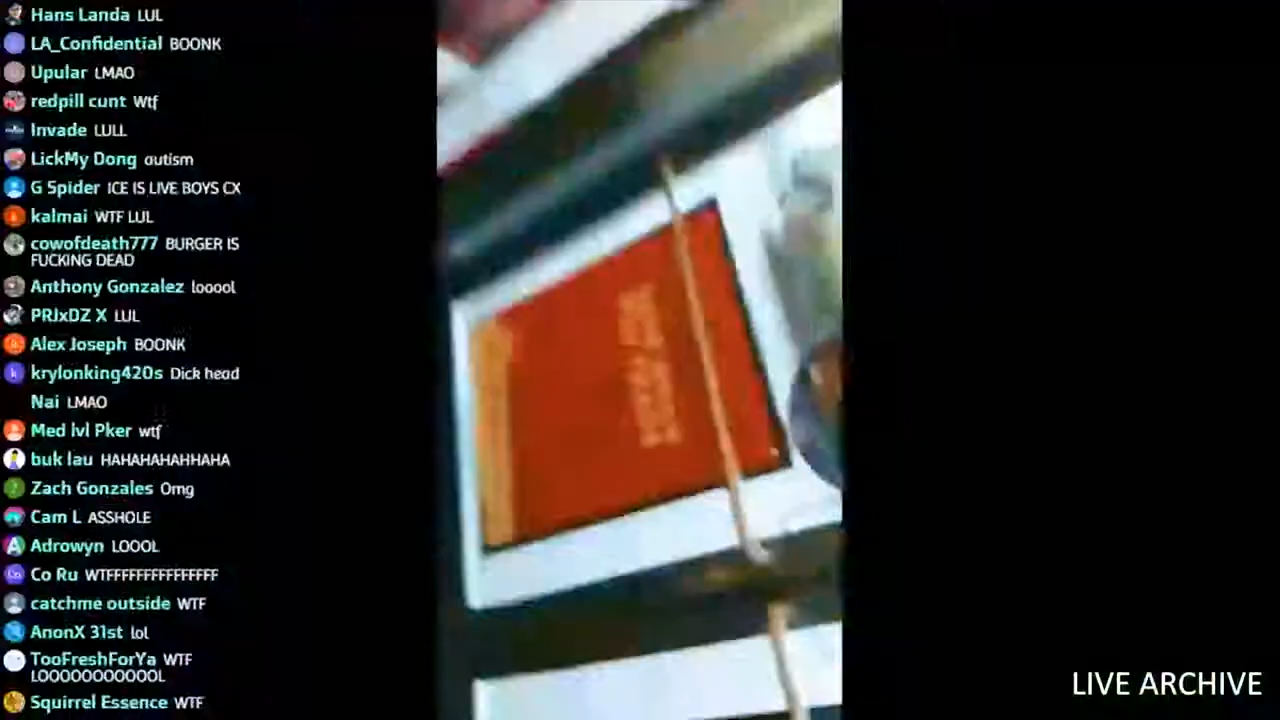 Hans Landa LUL
LA_Confidential BOONK
Upular LMAO
redpill cunt Wtf
Invade LULL
LickMy Dong autism
G Spider ICE IS LIVE BOYS CX
kalmai WTF LUL
cowofdeath777 BURGER IS
FUCKING DEAD
Anthony Gonzalez looool
PRJxDZ X LUL
Alex Joseph BOONK
krylonking420s Dick head
Nai LMAO
Med lvl Pker wtf
buk lau HAHAHAHAHHAHA
Zach Gonzales Omg
Cam L ASSHOLE
Adrowyn LOOOL
Co Ru WTFFFFFFFFFFFFFFF
catchme outside WTF
AnonX 31st lol
TooFreshForYa WTF
LOOOOOOOOOOOL
Squirrel Essence WTF
LIVE ARCHIVE